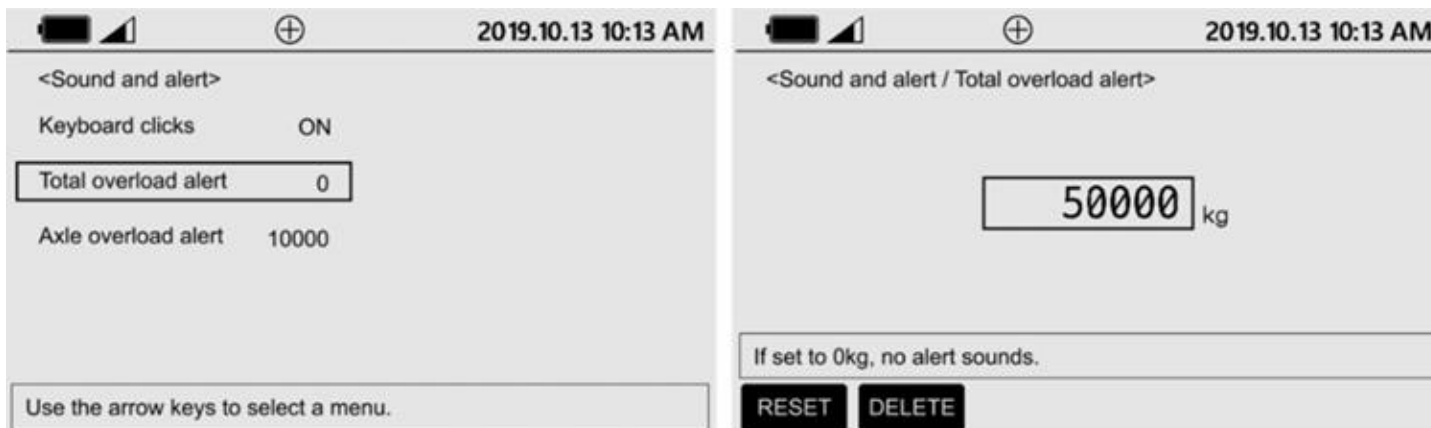 2019.10.13 10:13 AM
<Sound and alert>
Keyboard clicks ON
Total overload alert 0
Axle overload alert 10000
Use the arrow keys to select a menu.
2019.10.13 10:13 AM
<Sound and alert / Total overload alert>
50000 kg
If set to 0kg, no alert sounds.
RESET DELETE